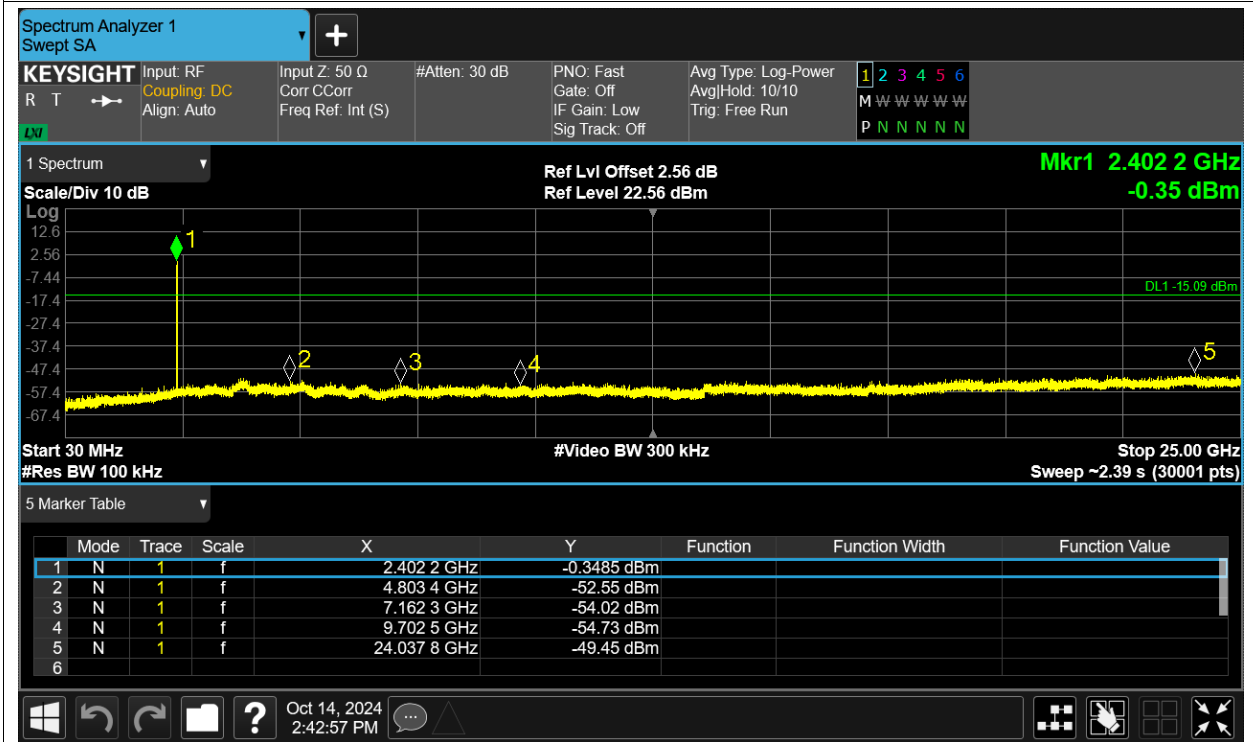 Spectrum Analyzer 1
Swept SA
+
KEYSIGHT Input: RF Input Z: 50 Ω #Atten: 30 dB PNO: Fast Avg Type: Log-Power 1 2 3 4 5 6
R T Coupling: DC Corr CCorr Gate: Off Avg|Hold: 10/10 M W W W W W
Align: Auto Freq Ref: Int (S) IF Gain: Low Trig: Free Run
LXI Sig Track: Off P N N N N N
1 Spectrum Ref Lvl Offset 2.56 dB Mkr1 2.402 2 GHz
Scale/Div 10 dB Ref Level 22.56 dBm -0.35 dBm
Log
12.6
1
2.56
-7.44
DL1 -15.09 dBm
-17.4
-27.4
-37.4
2 3 4 5
-47.4
-57.4
-67.4
Start 30 MHz #Video BW 300 kHz Stop 25.00 GHz
#Res BW 100 kHz Sweep ~2.39 s (30001 pts)
5 Marker Table
Mode Trace Scale X Y Function Function Width Function Value
1 N 1 f 2.402 2 GHz -0.3485 dBm
2 N 1 f 4.803 4 GHz -52.55 dBm
3 N 1 f 7.162 3 GHz -54.02 dBm
4 N 1 f 9.702 5 GHz -54.73 dBm
5 N 1 f 24.037 8 GHz -49.45 dBm
6
? Oct 14, 2024
2:42:57 PM